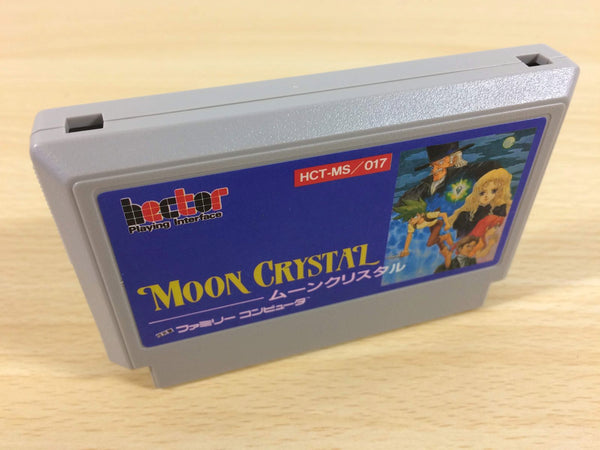 hector
Playing Interface
HCT-MS/017
MOON CRYSTAL
ムーンクリスタル
ファミリー コンピュータ